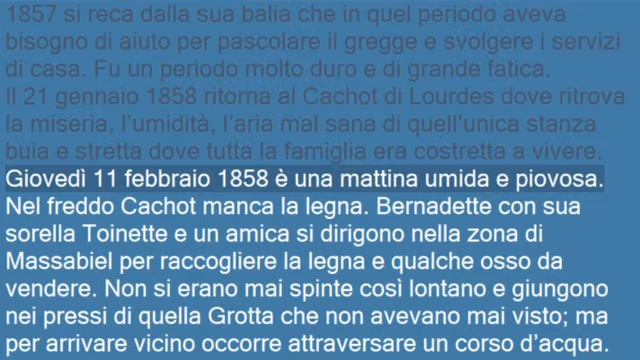 1857 si reca dalla sua balia che in quel periodo aveva
bisogno di aiuto per pascolare il gregge e svolgere i servizi
di casa. Fu un periodo molto duro e di grande fatica.
Il 21 gennaio 1858 ritorna al Cachot di Lourdes dove ritrova
la miseria, l'umidità, l'aria mal sana di quell'unica stanza
buia e stretta dove tutta la famiglia era costretta a vivere.
Giovedì 11 febbraio 1858 è una mattina umida e piovosa.
Nel freddo Cachot manca la legna. Bernadette con sua
sorella Toinette e un amica si dirigono nella zona di
Massabiel per raccogliere la legna e qualche osso da
vendere. Non si erano mai spinte così lontano e giungono
nei pressi di quella Grotta che non avevano mai visto; ma
per arrivare vicino occorre attraversare un corso d'acqua.